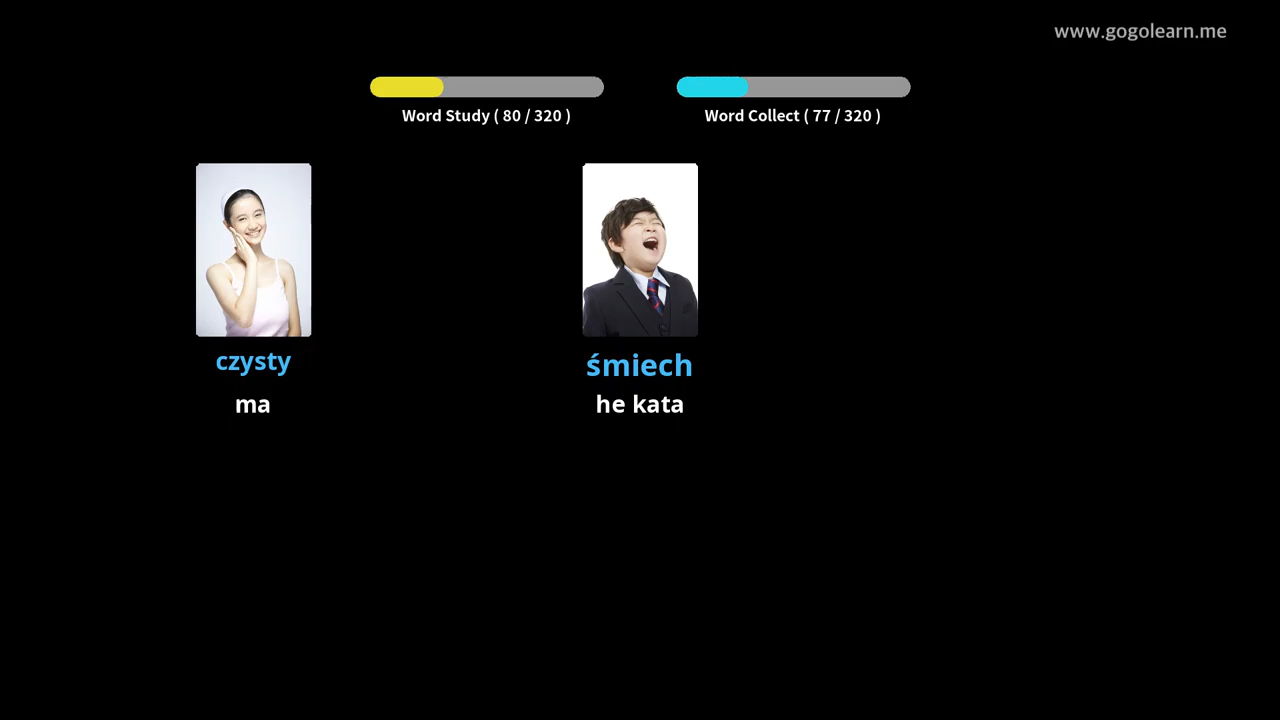 www.gogolearn.me
Word Study ( 80 / 320 )
Word Collect ( 77 / 320 )
czysty
śmiech
ma
he kata